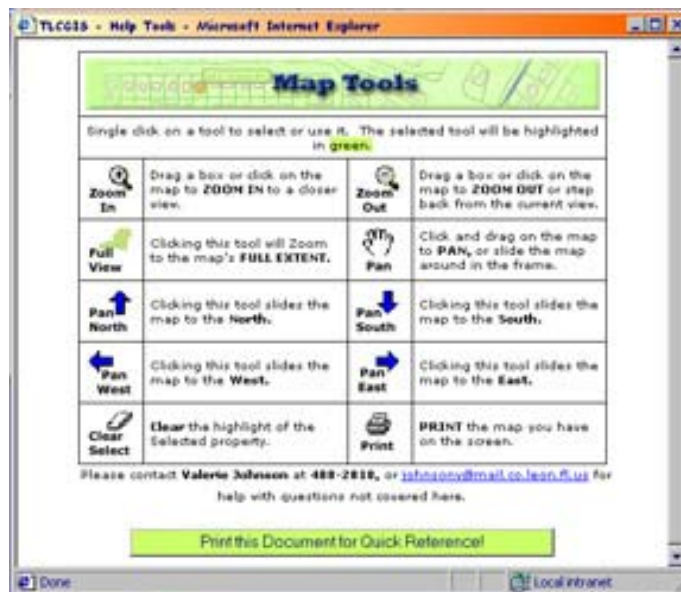 TLCGIS - Help Tools - Microsoft Internet Explorer
Map Tools
Single click on a tool to select or use it. The selected tool will be highlighted
in green.
Zoom
In
Drag a box or click on the
map to ZOOM IN to a closer
view.
Zoom
Out
Drag a box or click on the
map to ZOOM OUT or step
back from the current view.
Full
View
Clicking this tool will Zoom
to the map's FULL EXTENT.
Pan
Click and drag on the map
to PAN, or slide the map
around in the frame.
Pan
North
Clicking this tool slides the
map to the North.
Pan
South
Clicking this tool slides the
map to the South.
Pan
West
Clicking this tool slides the
map to the West.
Pan
East
Clicking this tool slides the
map to the East.
Clear
Select
Clear the highlight of the
Selected property.
Print
PRINT the map you have
on the screen.
Please contact Valerie Johnson at 488-2818, or johnsonv@mail.co.leon.fl.us for
help with questions not covered here.
Print this Document for Quick Reference!
Done
Local intranet